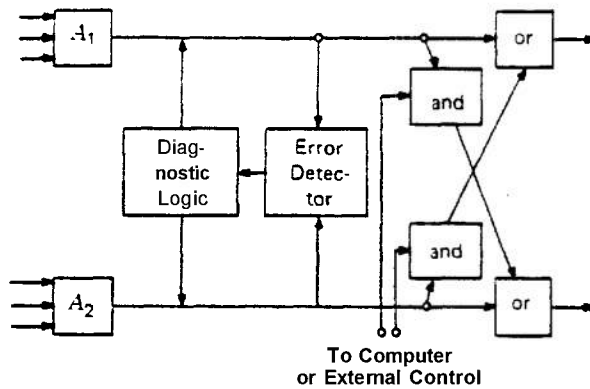 A1
or
and
Diag-
nostic
Logic
Error
Detec-
tor
and
A2
or
To Computer
or External Control